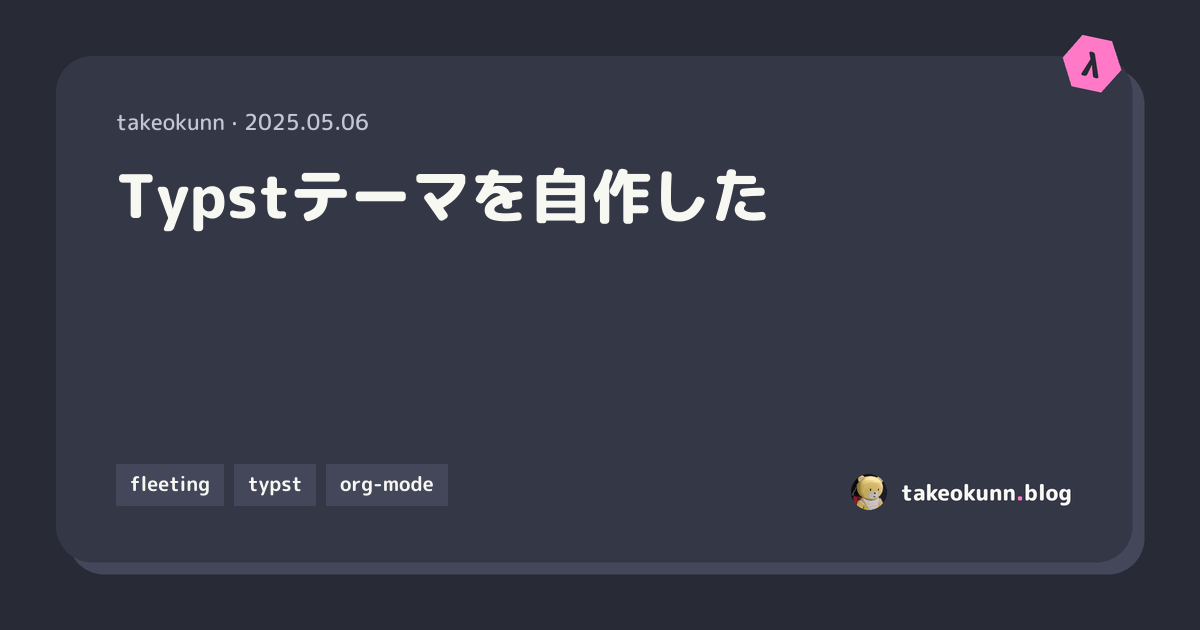 λ
takeokunn · 2025.05.06
Typstテーマを自作した
fleeting typst org-mode
takeokunn.blog